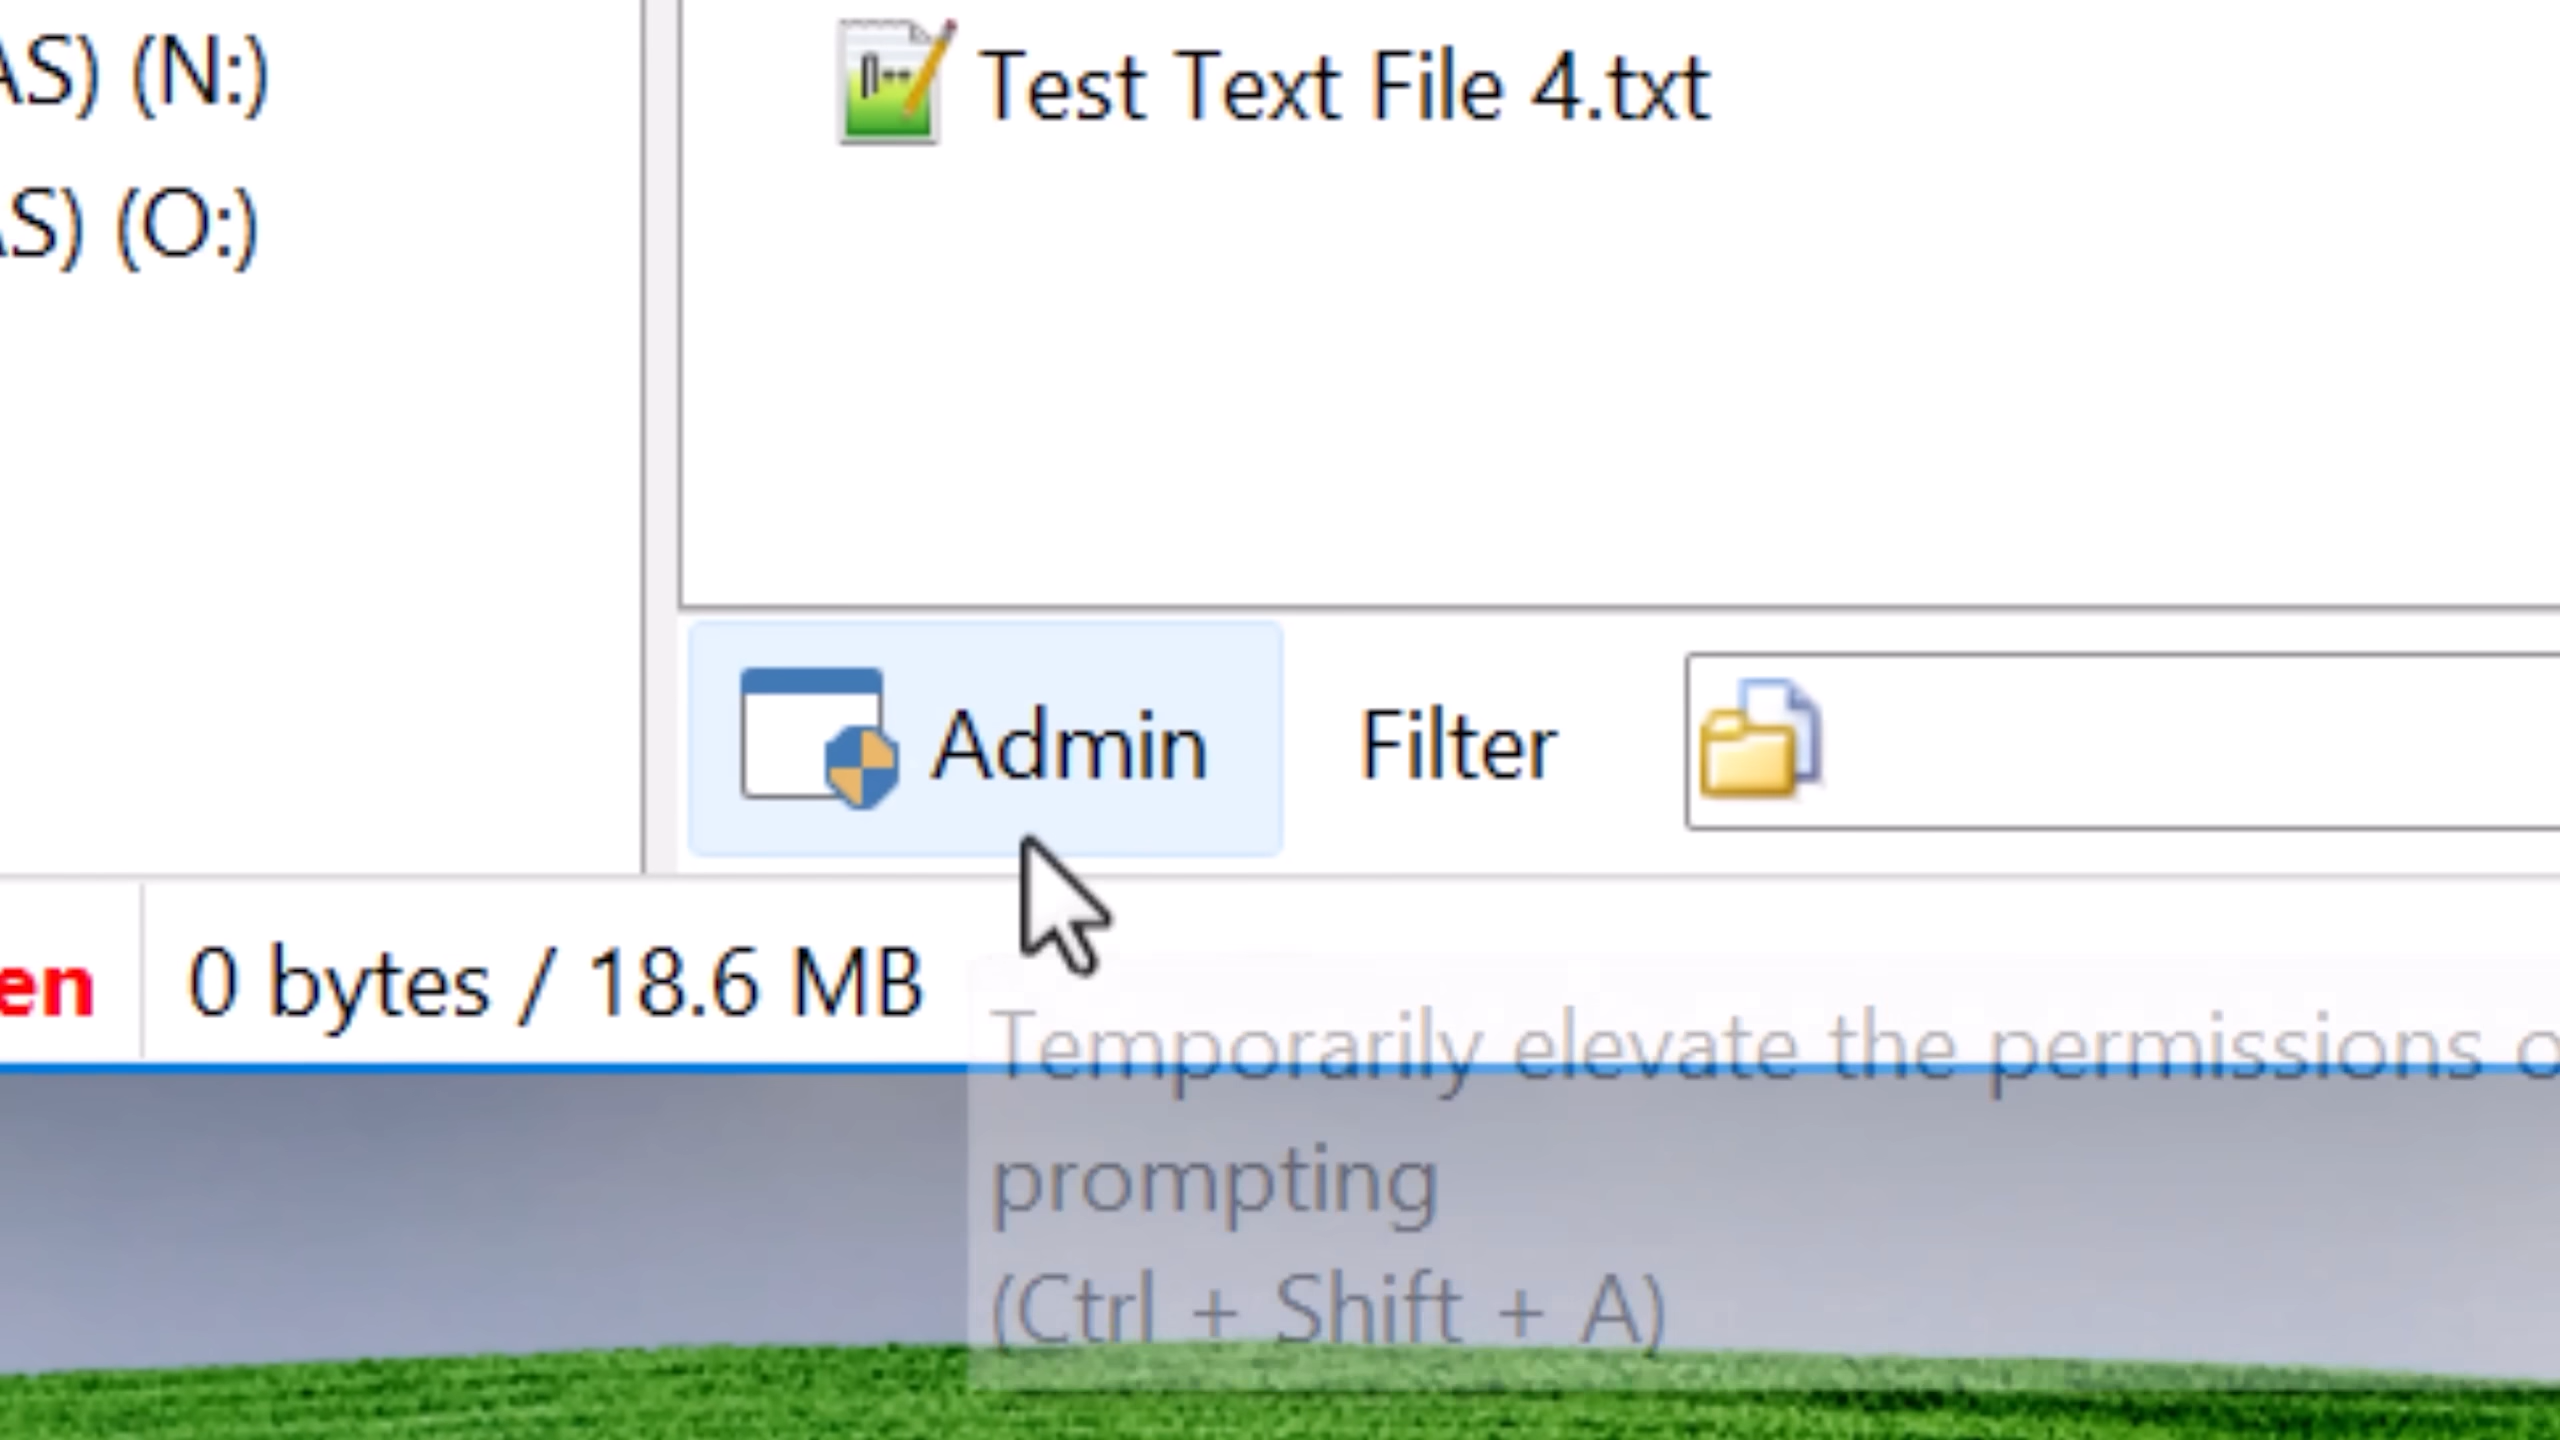 AS) (N:)
Test Text File 4.txt
AS) (O:)
Admin
Filter
en
0 bytes / 18.6 MB
Temporarily elevate the permissions o
prompting
(Ctrl + Shift + A)